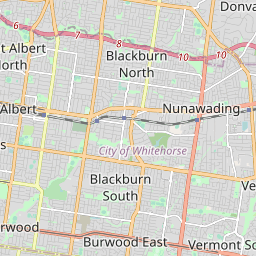 Donva
6
7
8
10
10
t Albert
North
Blackburn
North
Albert
Nunawading
s
City of Whitehorse
Blackburn
South
Ve
rwood
Burwood East
Vermont So